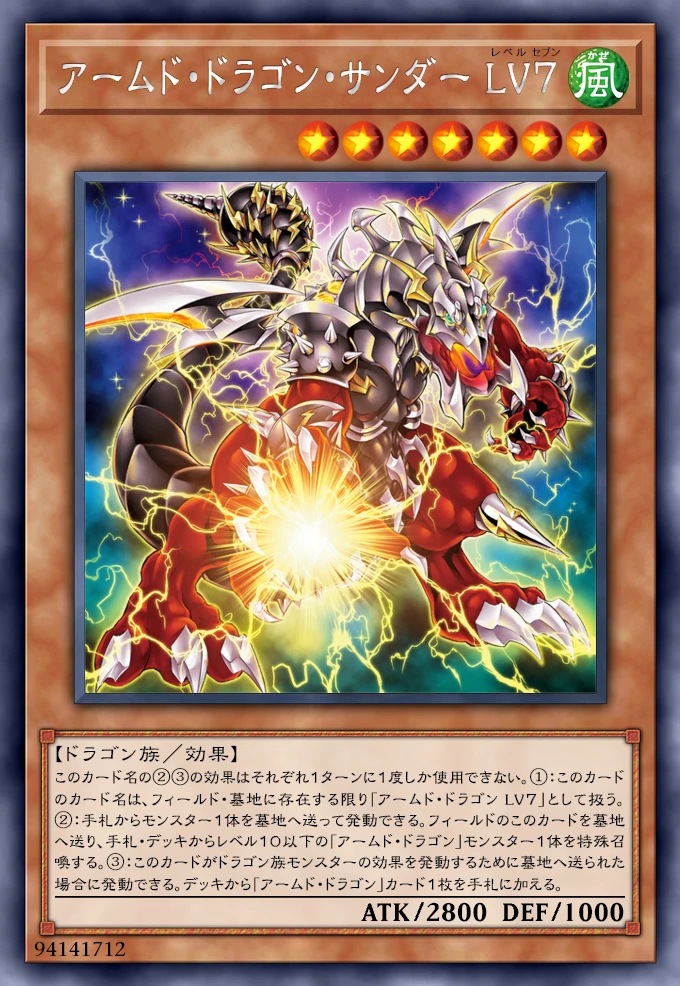 レベル セブン
アームド・ドラゴン・サンダー LV7
かぜ
風
【ドラゴン族／効果】
このカード名の②③の効果はそれぞれ1ターンに1度しか使用できない。①：このカード
のカード名は、フィールド・墓地に存在する限り「アームド・ドラゴン LV7」として扱う。
②：手札からモンスター1体を墓地へ送って発動できる。フィールドのこのカードを墓地
へ送り、手札・デッキからレベル10以下の「アームド・ドラゴン」モンスター1体を特殊召
喚する。③：このカードがドラゴン族モンスターの効果を発動するために墓地へ送られた
場合に発動できる。デッキから「アームド・ドラゴン」カード1枚を手札に加える。
ATK/2800 DEF/1000
94141712